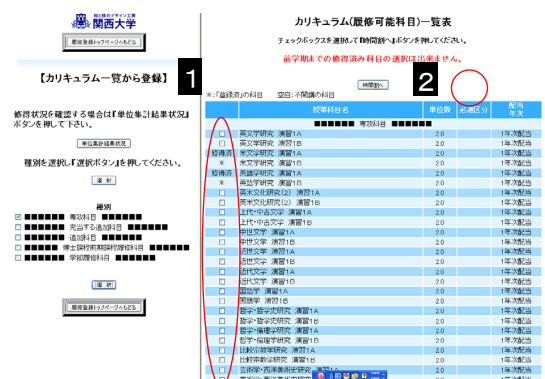 知と技のデザイン工房
関西大学
履修登録トップページへもどる
【カリキュラム一覧から登録】
1
修得状況を確認する場合は『単位集計結果状況』
ボタンを押して下さい。
単位集計結果状況
種別を選択し『選択ボタン』を押してください。
選 択
種別
■■■■■■ 専攻科目 ■■■■■■
■■■■■■ 充当する追加科目 ■■■■■■
■■■■■■ 追加科目 ■■■■■■
■■■■■■ 博士課程前期課程履修科目 ■■■■■■
■■■■■■ 学部履修科目 ■■■■■■
選 択
履修登録トップページへもどる
カリキュラム(履修可能科目)一覧表
チェックボックスを選択して『時間割へ』ボタンを押してください。
前学期までの修得済み科目の選択は出来ません。
時間割へ
2
*:『登録済』の科目 空白:不開講の科目
授業科目名 単位数 必選区分 配当年次
■■■■■■ 専攻科目 ■■■■■■
英文学研究 演習1A 2.0 1年次配当
英文学研究 演習1B 2.0 1年次配当
修得済 米文学研究 演習1A 2.0 1年次配当
* 米文学研究 演習1B 2.0 1年次配当
修得済 英語学研究 演習1A 2.0 1年次配当
* 英語学研究 演習1B 2.0 1年次配当
英米文化研究(2) 演習1A 2.0 1年次配当
英米文化研究(2) 演習1B 2.0 1年次配当
上代・中古文学 演習1A 2.0 1年次配当
上代・中古文学 演習1B 2.0 1年次配当
中世文学 演習1A 2.0 1年次配当
中世文学 演習1B 2.0 1年次配当
近世文学 演習1A 2.0 1年次配当
近世文学 演習1B 2.0 1年次配当
近代文学 演習1A 2.0 1年次配当
近代文学 演習1B 2.0 1年次配当
国語学 演習1A 2.0 1年次配当
国語学 演習1B 2.0 1年次配当
哲学・哲学史研究 演習1A 2.0 1年次配当
哲学・哲学史研究 演習1B 2.0 1年次配当
哲学・倫理学研究 演習1A 2.0 1年次配当
哲学・倫理学研究 演習1B 2.0 1年次配当
比較宗教学研究 演習1A 2.0 1年次配当
比較宗教学研究 演習1B 2.0 1年次配当
芸術学・西洋美術史研究 演習1A 2.0 1年次配当